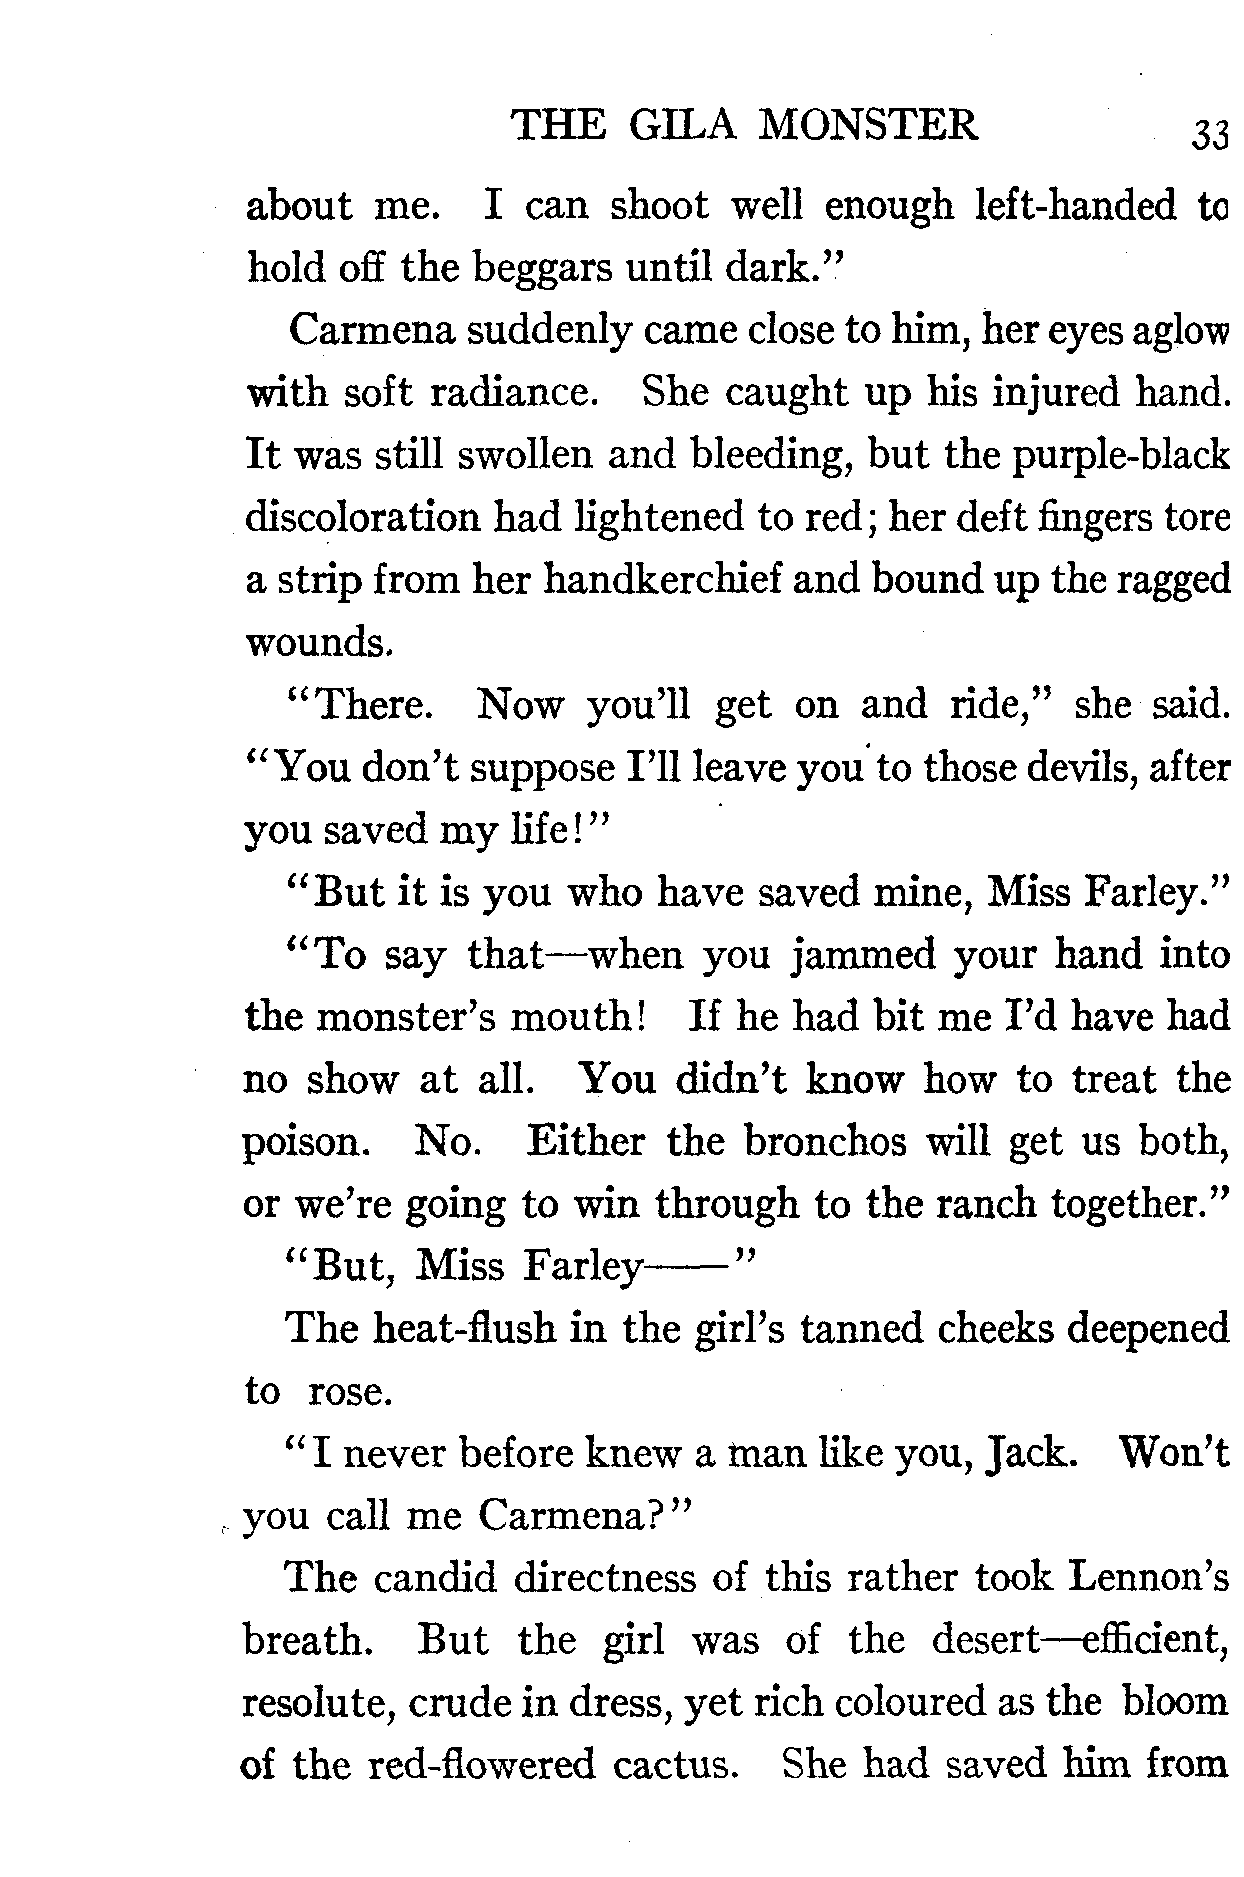 THE GILA MONSTER 33
about me. I can shoot well enough left-handed to
hold off the beggars until dark."
Carmena suddenly came close to him, her eyes aglow
with soft radiance. She caught up his injured hand.
It was still swollen and bleeding, but the purple-black
discoloration had lightened to red; her deft fingers tore
a strip from her handkerchief and bound up the ragged
wounds.
"There. Now you'll get on and ride," she said.
"You don't suppose I'll leave you to those devils, after
you saved my life!"
"But it is you who have saved mine, Miss Farley."
"To say that—when you jammed your hand into
the monster's mouth! If he had bit me I'd have had
no show at all. You didn't know how to treat the
poison. No. Either the bronchos will get us both,
or we're going to win through to the ranch together."
"But, Miss Farley——"
The heat-flush in the girl's tanned cheeks deepened
to rose.
"I never before knew a man like you, Jack. Won't
you call me Carmena?"
The candid directness of this rather took Lennon's
breath. But the girl was of the desert—efficient,
resolute, crude in dress, yet rich coloured as the bloom
of the red-flowered cactus. She had saved him from